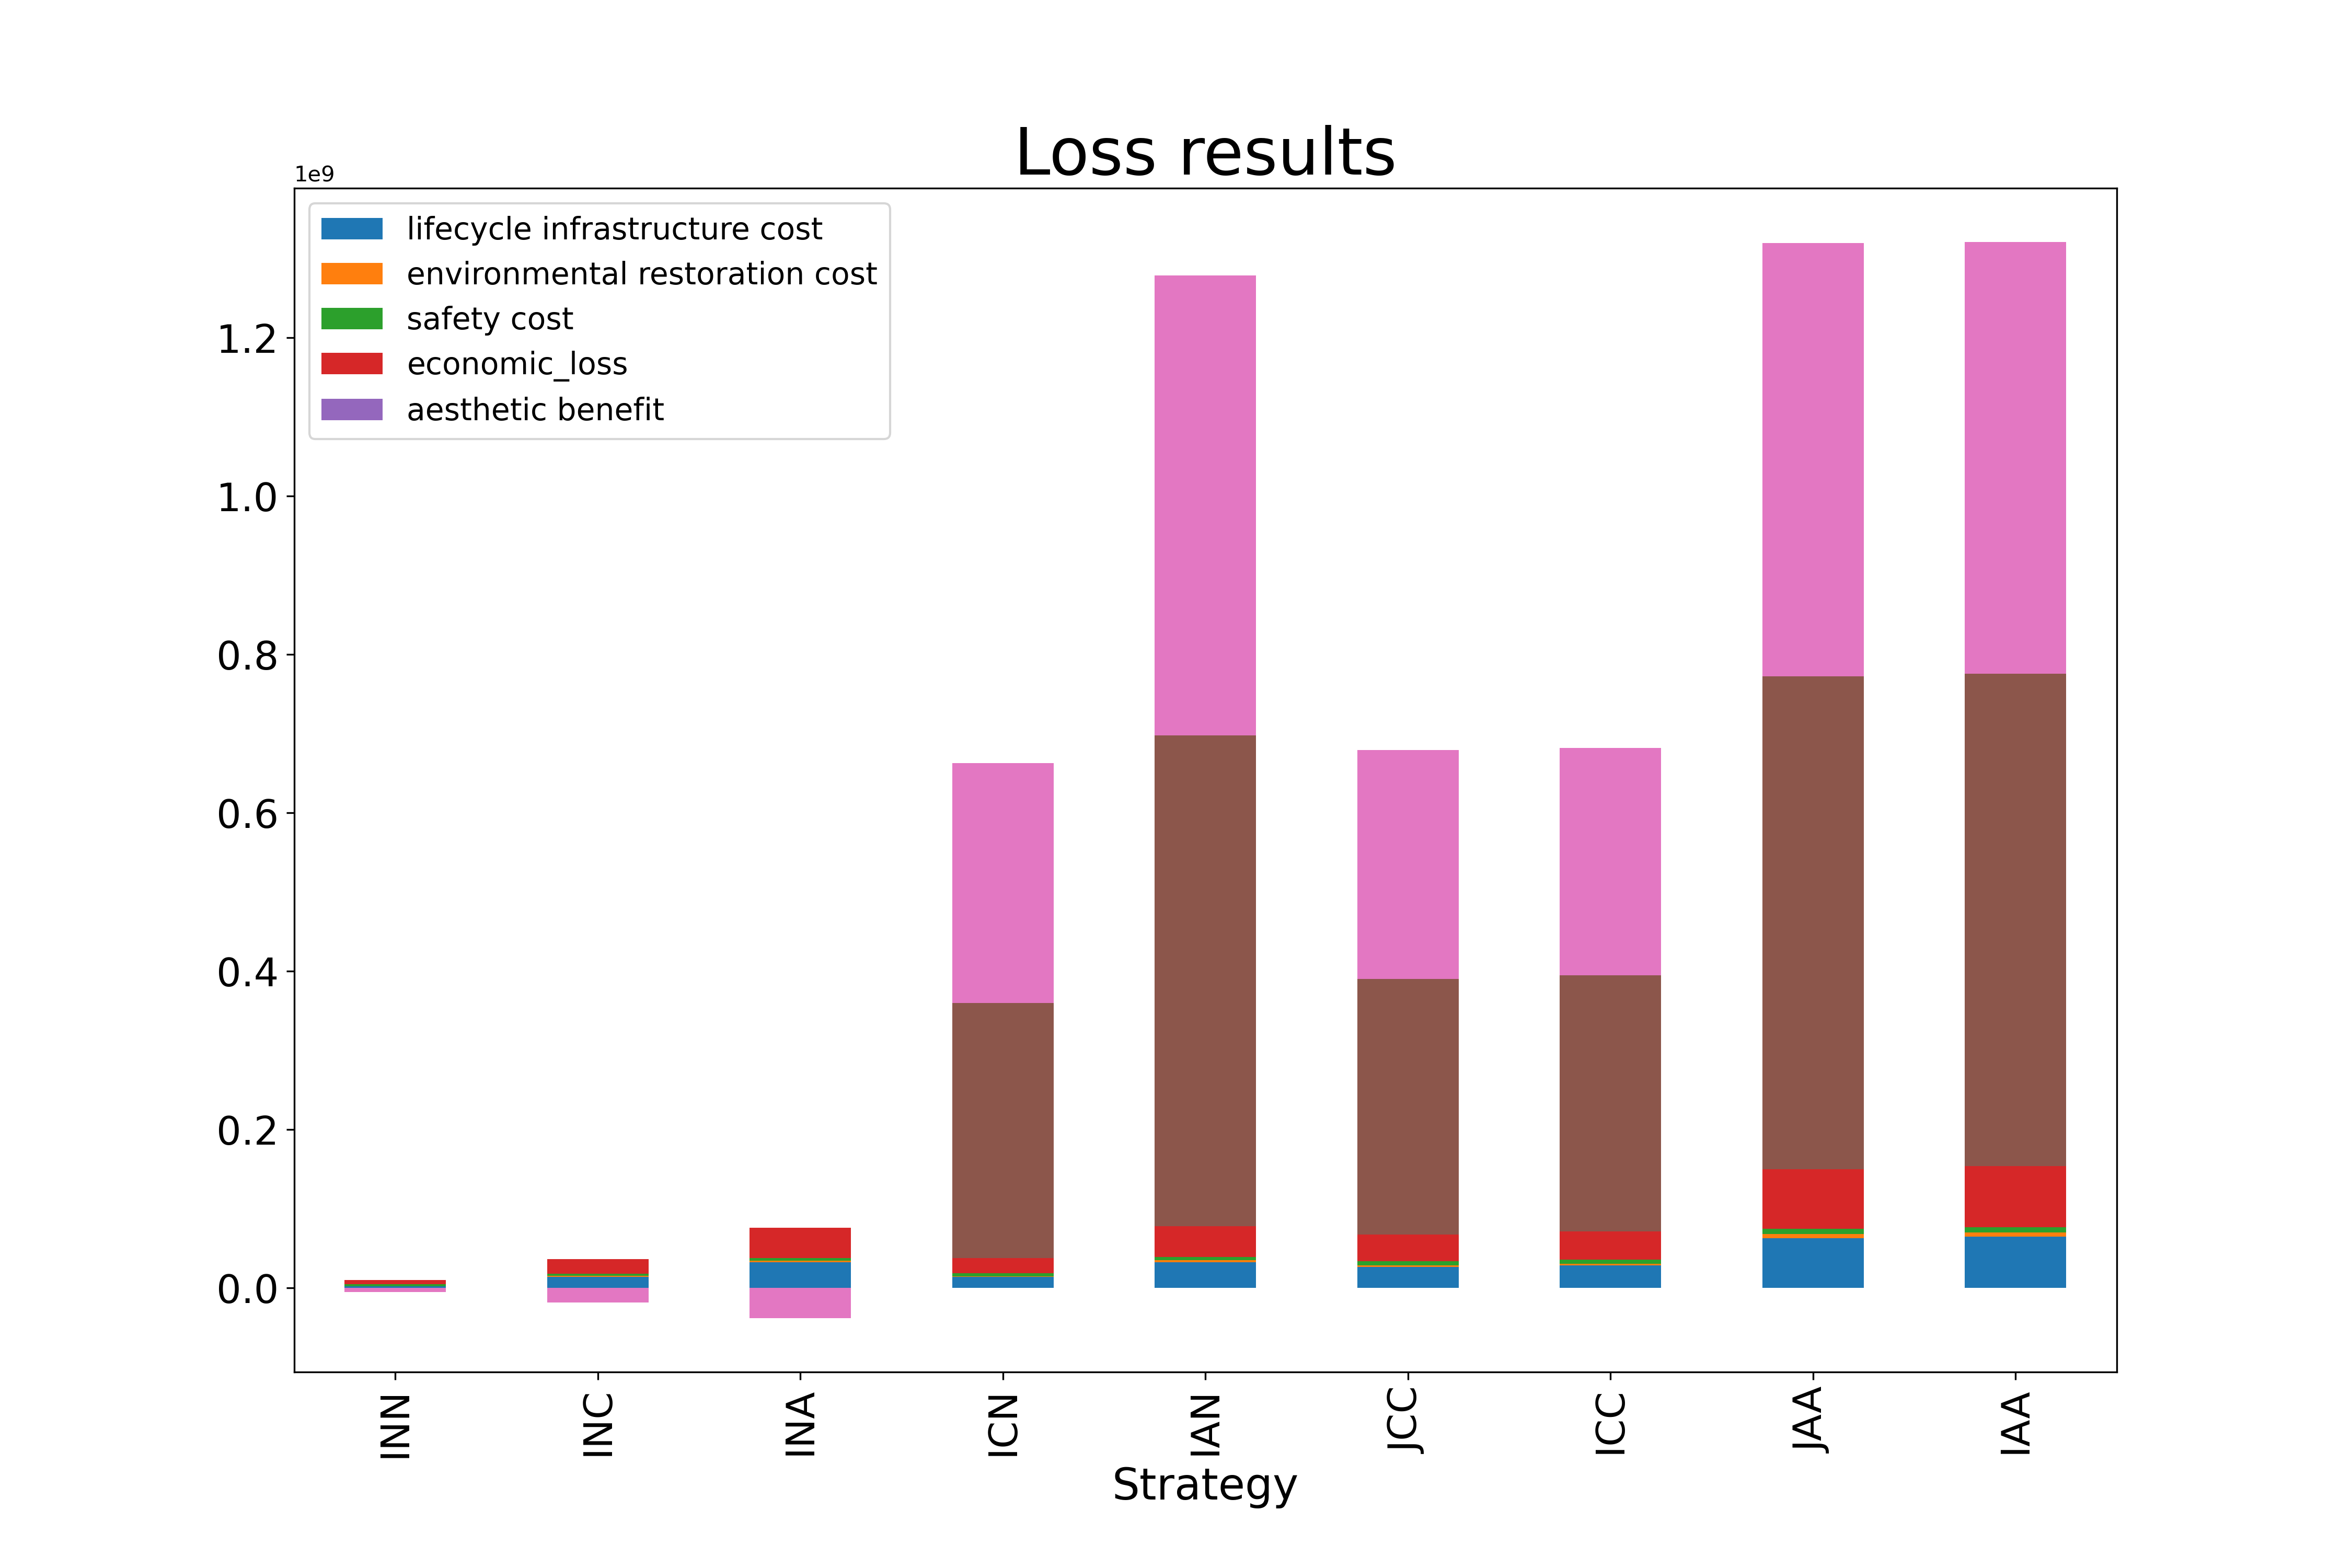 Loss results
1e9
lifecycle infrastructure cost
environmental restoration cost
safety cost
economic_loss
aesthetic benefit
1.2
1.0
0.8
0.6
0.4
0.2
0.0
INN
INC
INA
ICN
IAN
JCC
ICC
JAA
IAA
Strategy